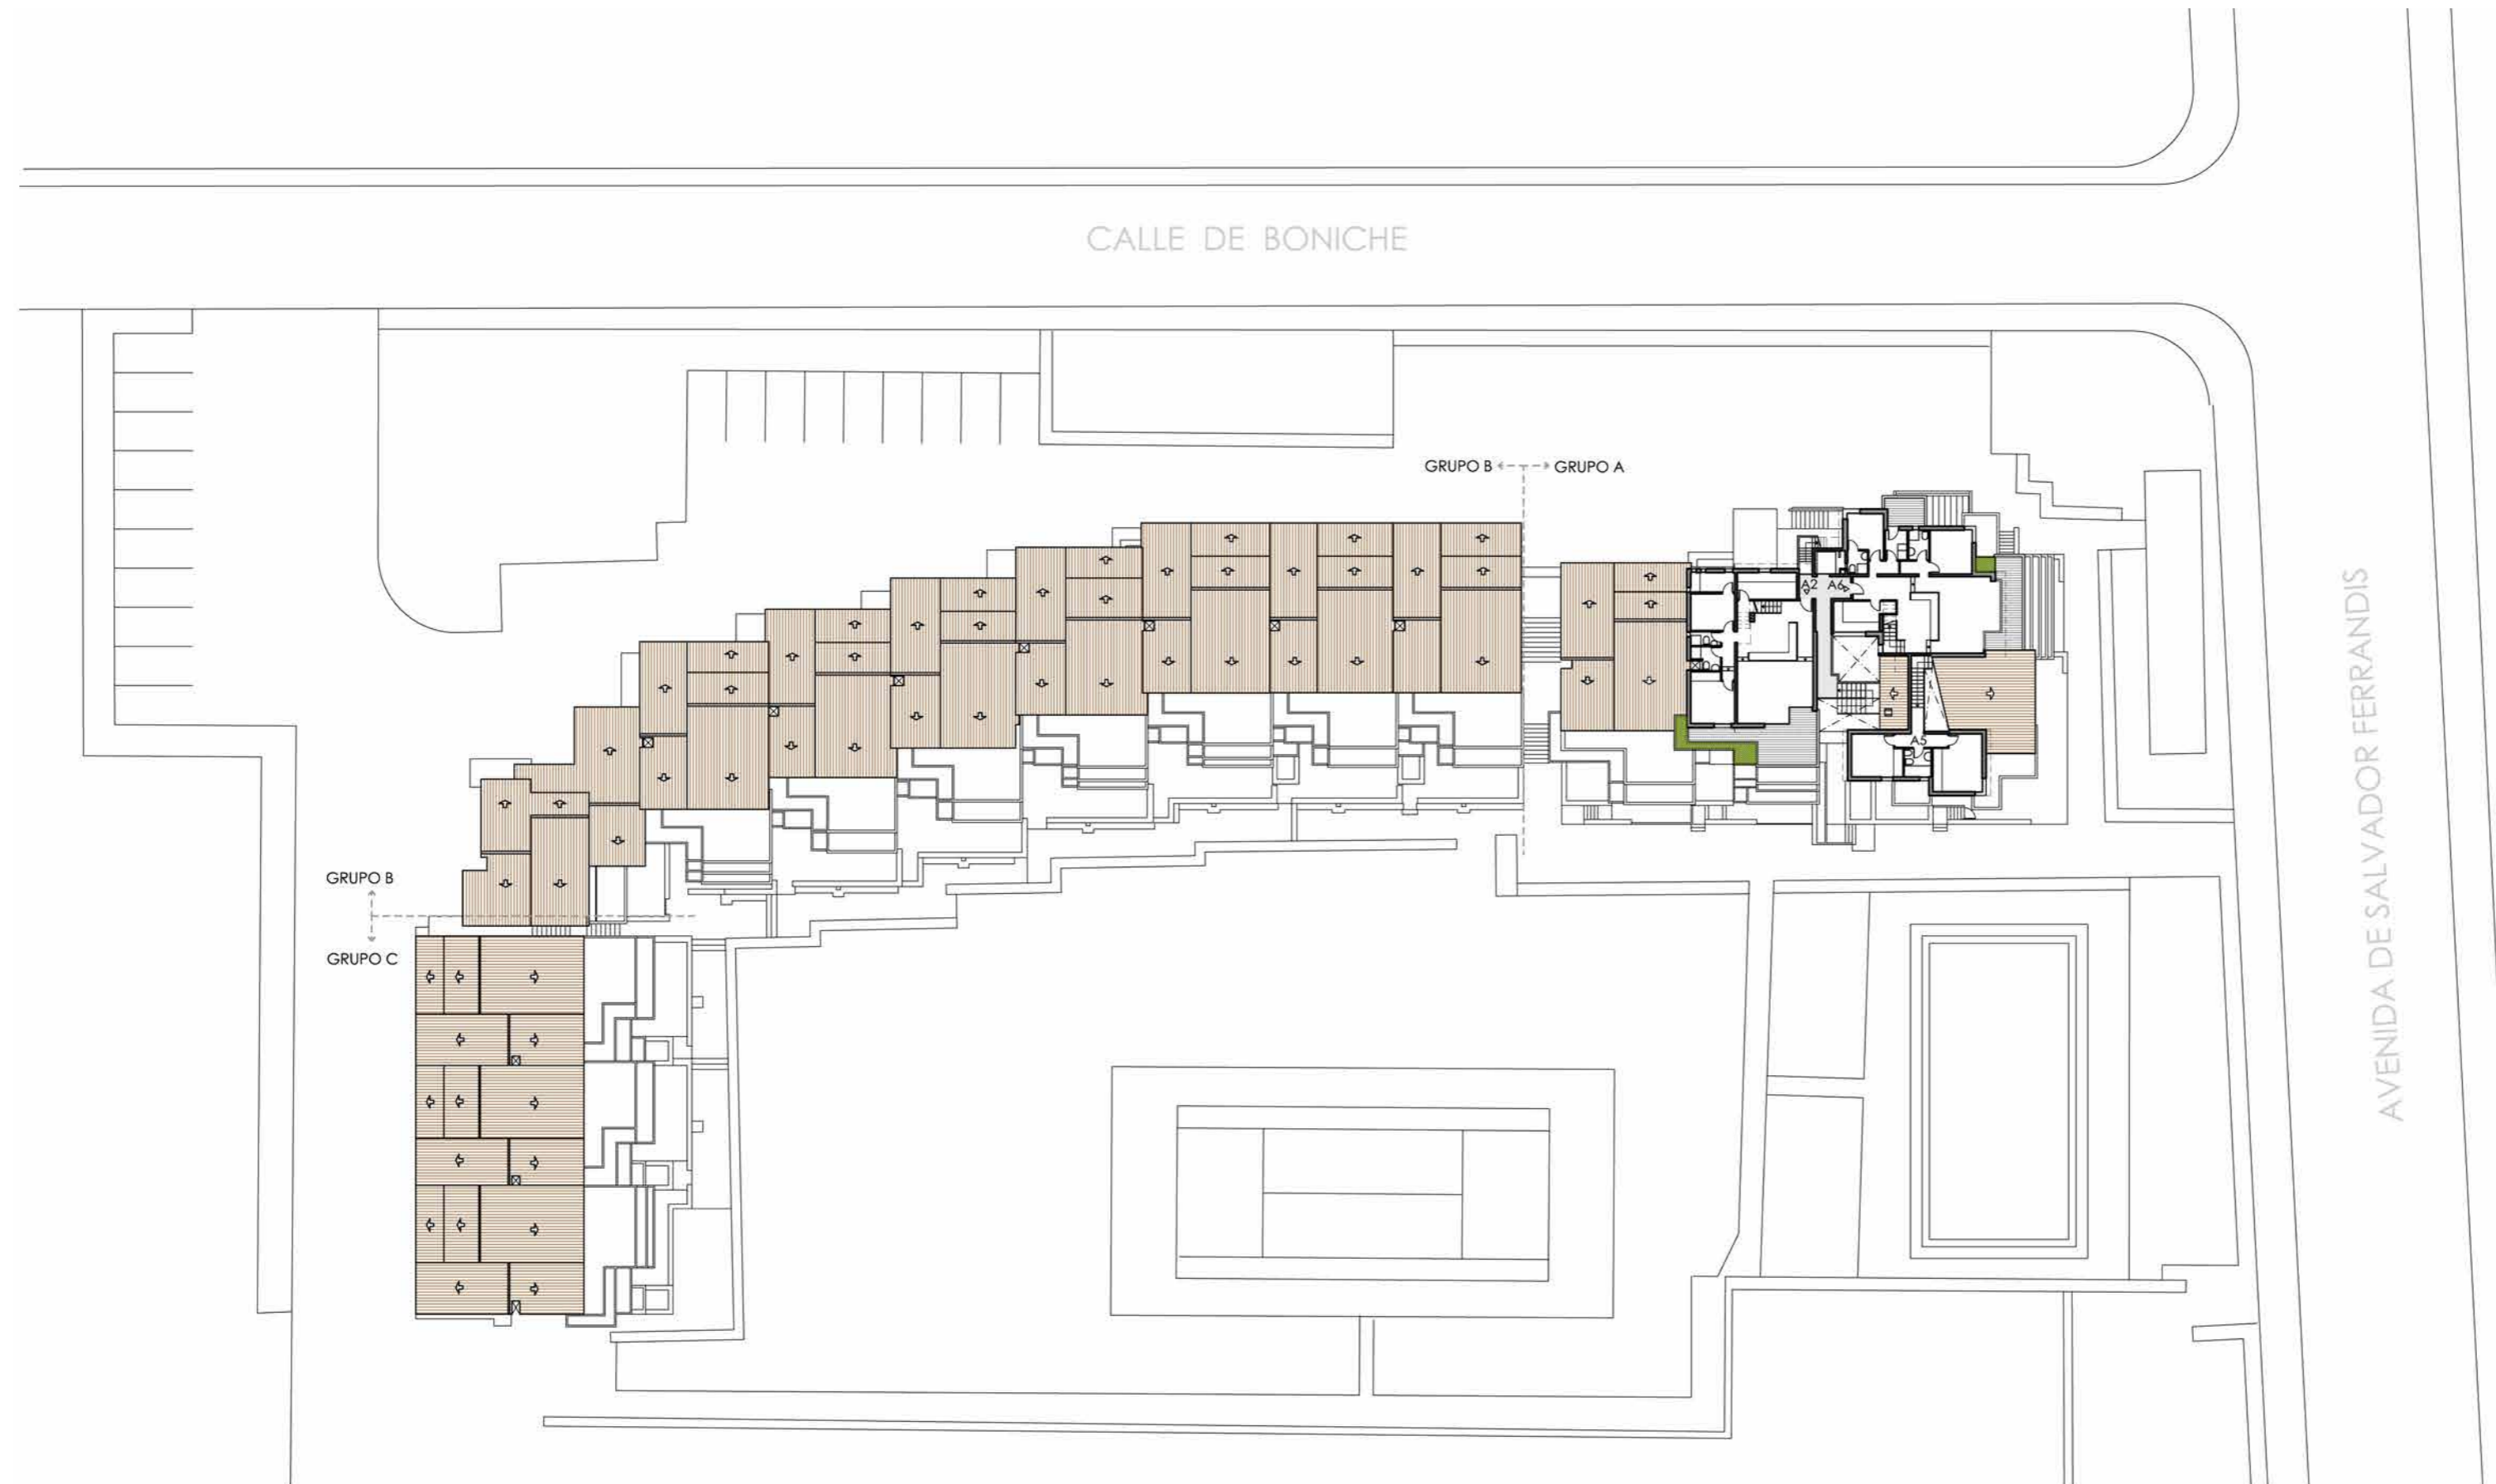 CALLE DE BONICHE
GRUPO B
GRUPO A
A2
A6
A5
AVENIDA DE SALVADOR FERRANDIS
GRUPO B
GRUPO C